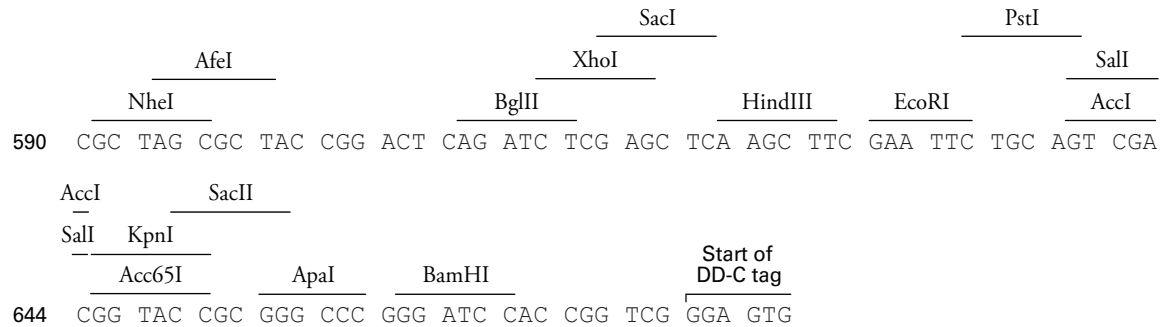 SacI PstI
AfeI XhoI SalI
NheI BglII HindIII EcoRI AccI
590 CGC TAG CGC TAC CGG ACT CAG ATC TCG AGC TCA AGC TTC GAA TTC TGC AGT CGA
AccI SacII
SalI KpnI Start of
Acc65I ApaI BamHI DD-C tag
644 CGG TAC CGC GGG CCC GGG ATC CAC CGG TCG GGA GTG